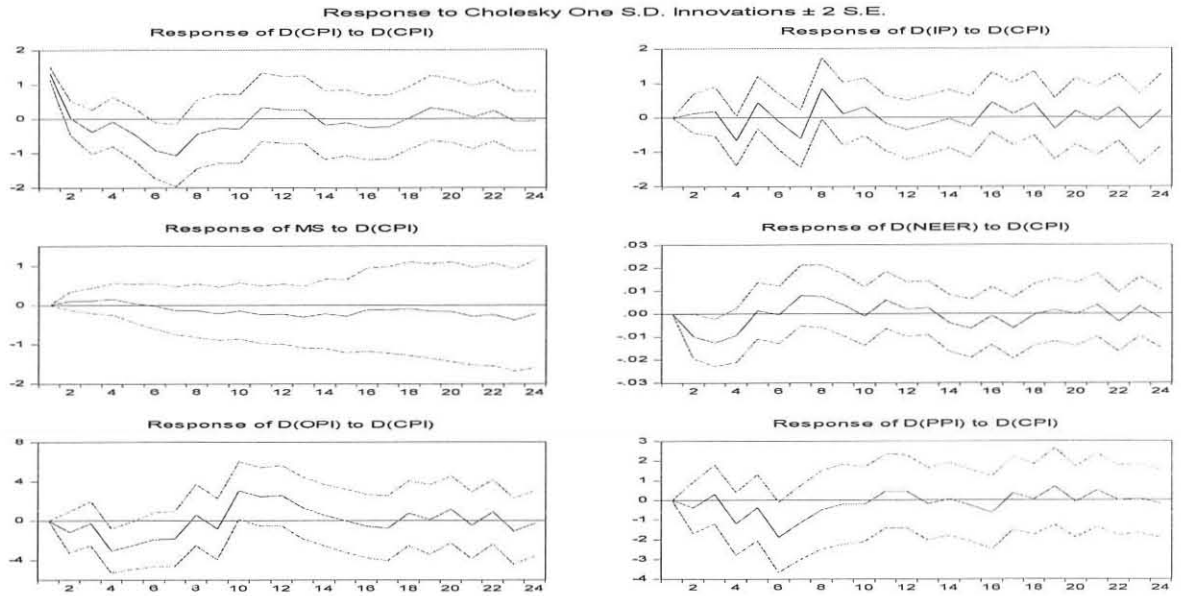 Response to Cholesky One S.D. Innovations ± 2 S.E.
Response of D(CPI) to D(CPI)
2
1
0
-1
-2
2 4 6 8 10 12 14 16 18 20 22 24
Response of D(IP) to D(CPI)
2
1
0
-1
-2
2 4 6 8 10 12 14 16 18 20 22 24
Response of MS to D(CPI)
1
0
-1
-2
2 4 6 8 10 12 14 16 18 20 22 24
Response of D(NEER) to D(CPI)
.03
.02
.01
.00
-.01
-.02
-.03
2 4 6 8 10 12 14 16 18 20 22 24
Response of D(OPI) to D(CPI)
8
4
0
-4
2 4 6 3 10 12 14 16 18 20 22 24
Response of D(PPI) to D(CPI)
3
2
1
0
-1
-2
-3
-4
2 4 6 8 10 12 14 16 18 20 22 24